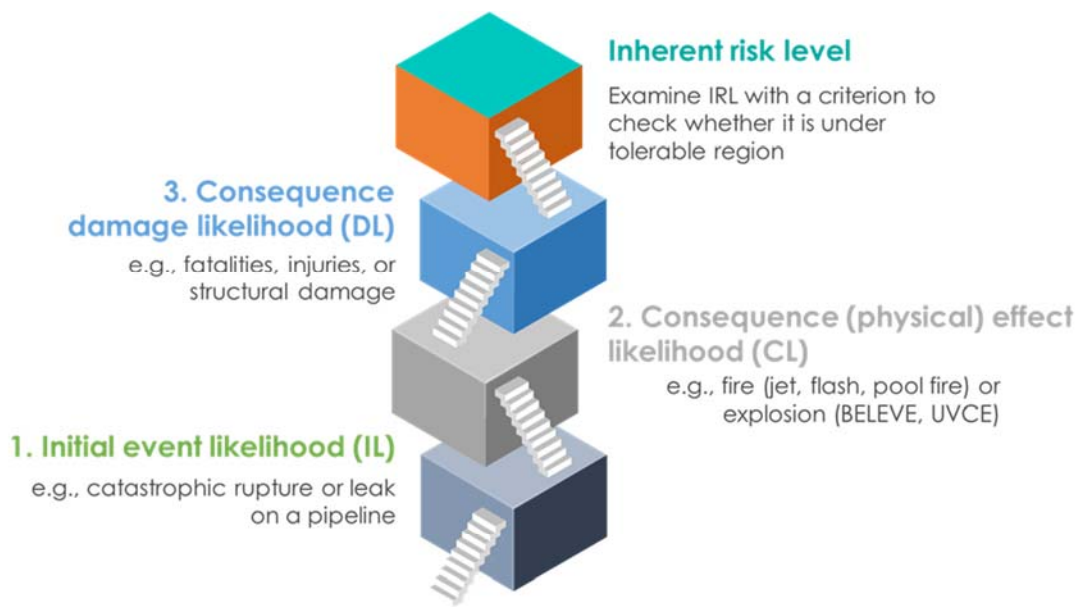 Inherent risk level
Examine IRL with a criterion to
check whether it is under
tolerable region
3. Consequence
damage likelihood (DL)
e.g., fatalities, injuries, or
structural damage
2. Consequence (physical) effect
likelihood (CL)
e.g., fire (jet, flash, pool fire) or
explosion (BELEVE, UVCE)
1. Initial event likelihood (IL)
e.g., catastrophic rupture or leak
on a pipeline